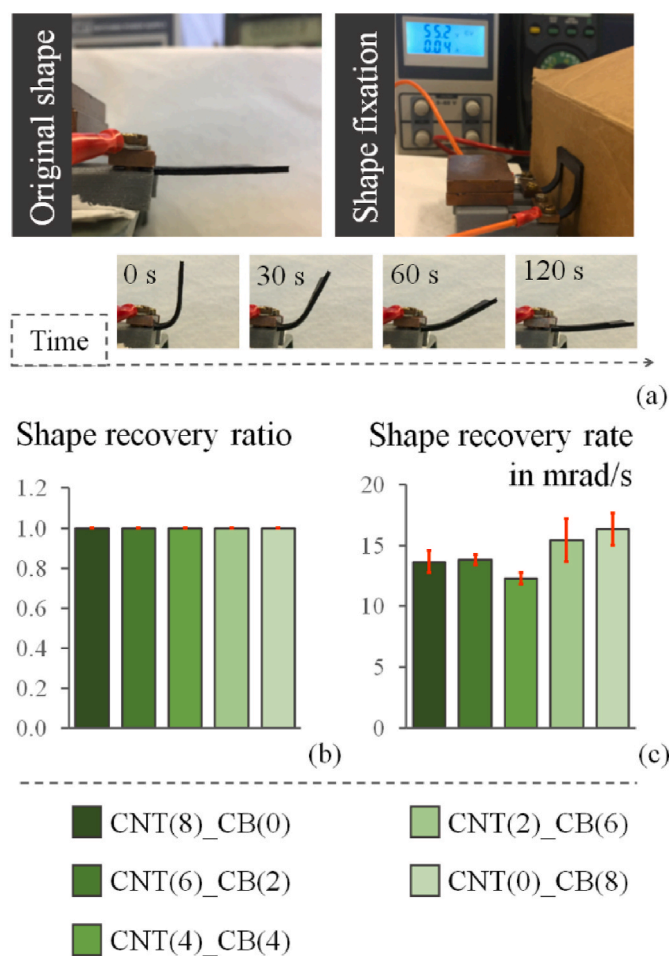 Original shape
Shape fixation
55.2
0.04
0 s
30 s
60 s
120 s
Time
(a)
Shape recovery ratio
1.2
1.0
0.8
0.6
0.4
0.2
0.0
(b)
Shape recovery rate
in mrad/s
20
15
10
5
0
(c)
CNT(8)_CB(0)
CNT(6)_CB(2)
CNT(4)_CB(4)
CNT(2)_CB(6)
CNT(0)_CB(8)